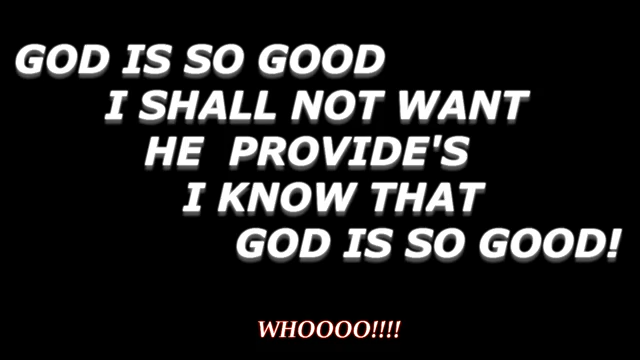 GOD IS SO GOOD
I SHALL NOT WANT
HE PROVIDE'S
I KNOW THAT
GOD IS SO GOOD!
WHOOOO!!!!